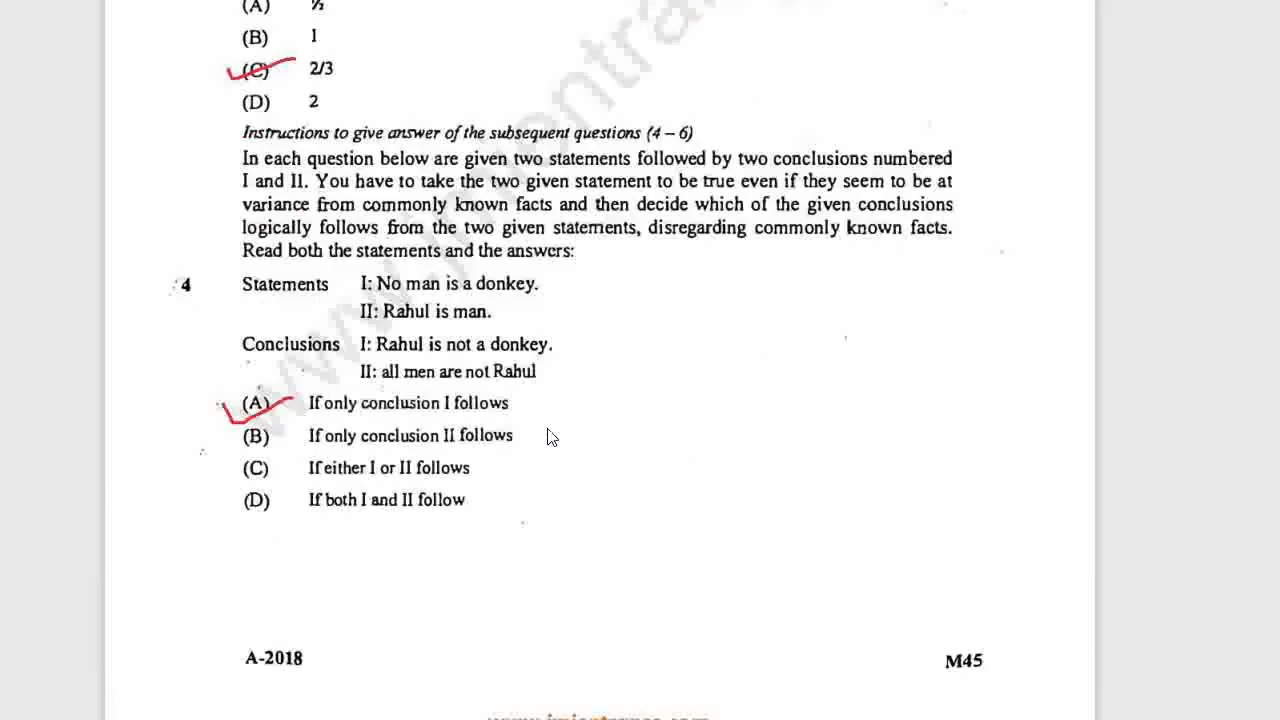 (A) ½
(B) 1
(C) 2/3
(D) 2
Instructions to give answer of the subsequent questions (4 – 6)
In each question below are given two statements followed by two conclusions numbered
I and II. You have to take the two given statement to be true even if they seem to be at
variance from commonly known facts and then decide which of the given conclusions
logically follows from the two given statements, disregarding commonly known facts.
Read both the statements and the answers:
4 Statements I: No man is a donkey.
II: Rahul is man.
Conclusions I: Rahul is not a donkey.
II: all men are not Rahul
(A) If only conclusion I follows
(B) If only conclusion II follows
(C) If either I or II follows
(D) If both I and II follow
A-2018 M45